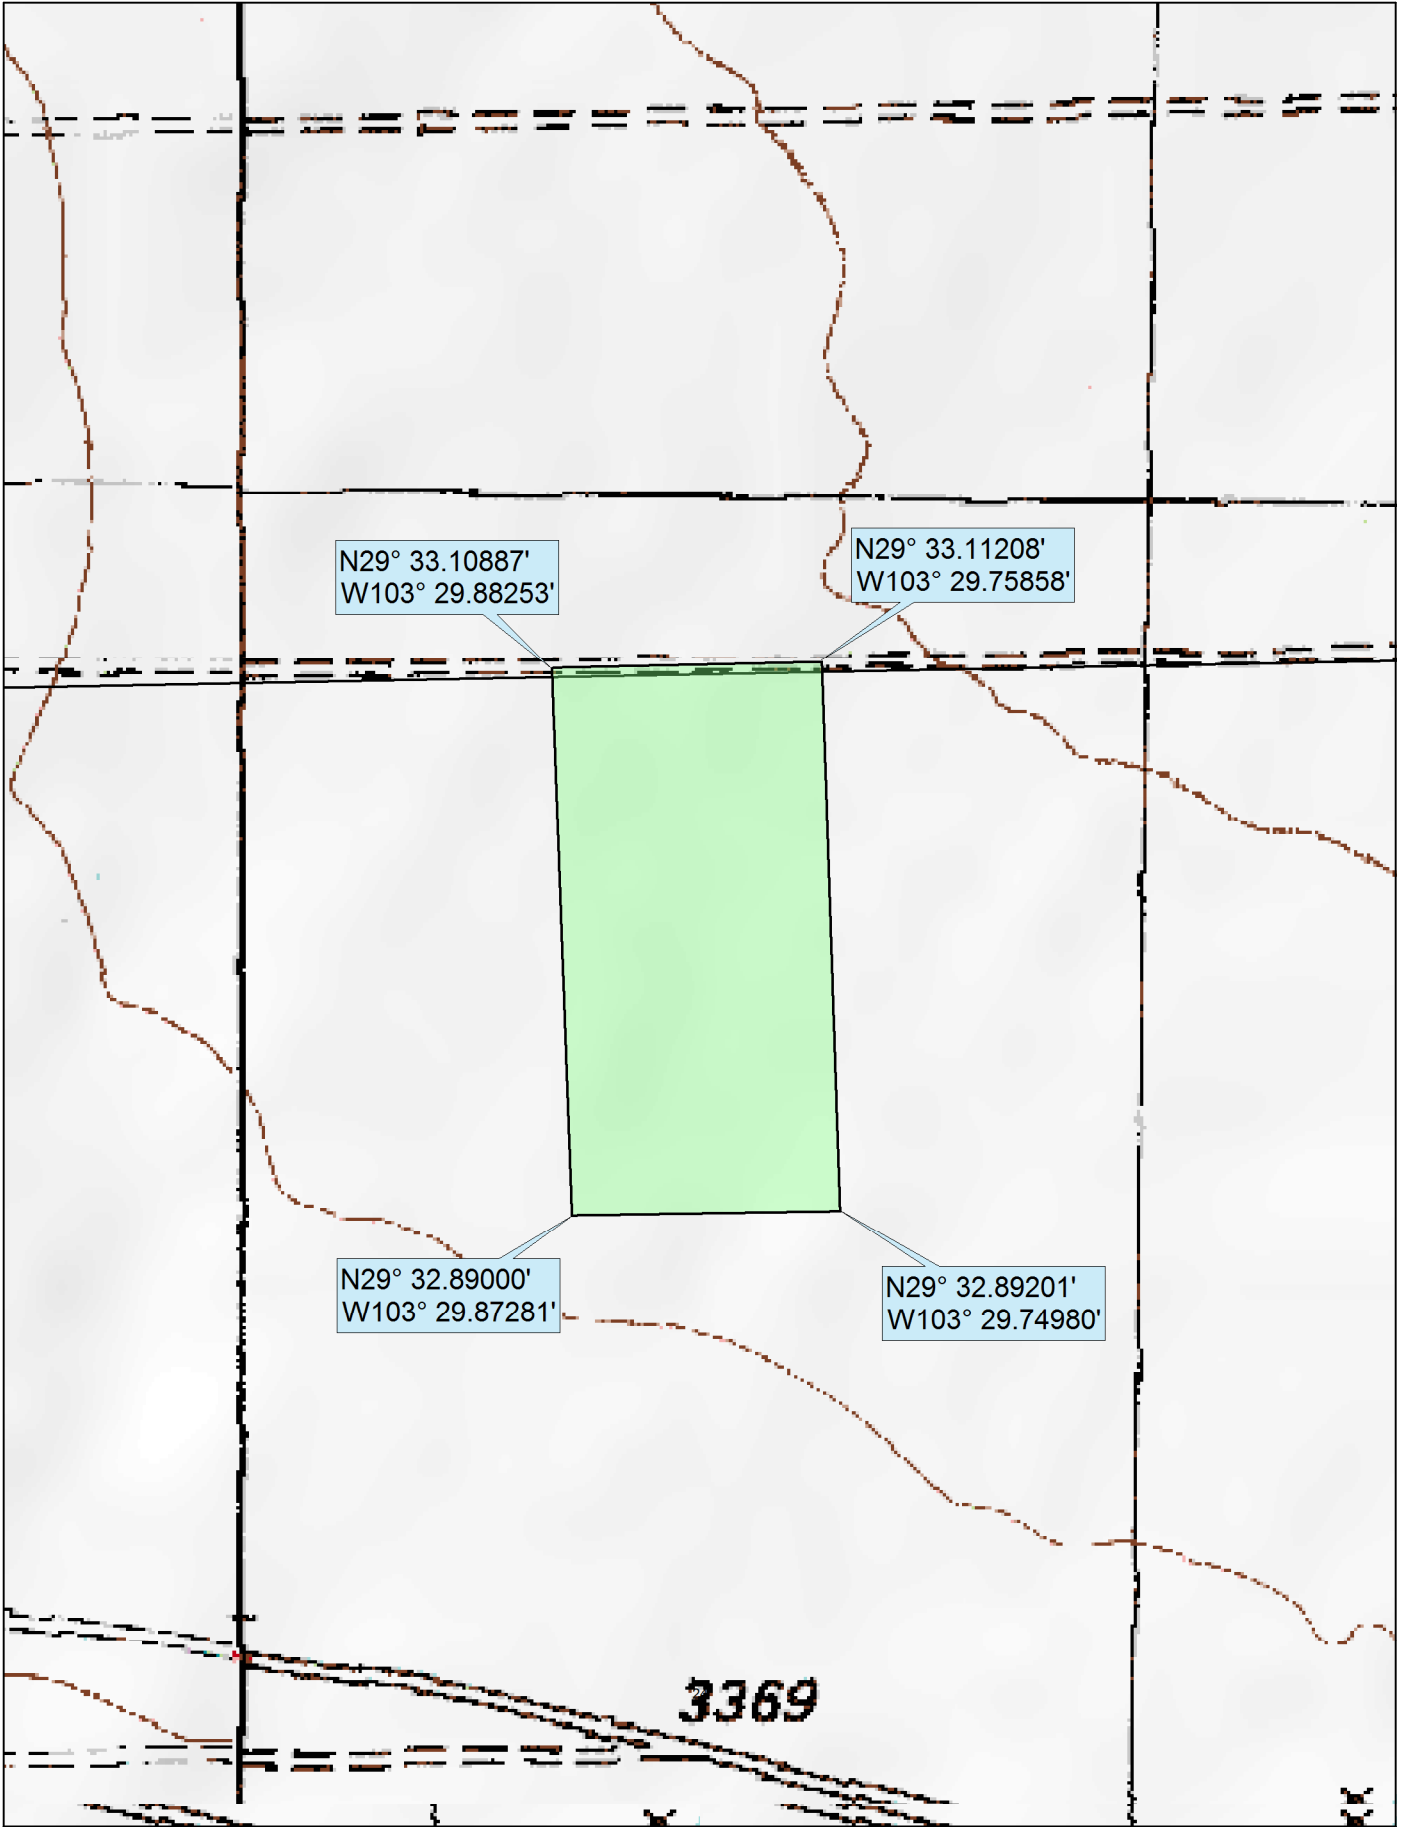 N29° 33.10887'
W103° 29.88253'
N29° 33.11208'
W103° 29.75858'
N29° 32.89000'
W103° 29.87281'
N29° 32.89201'
W103° 29.74980'
3369